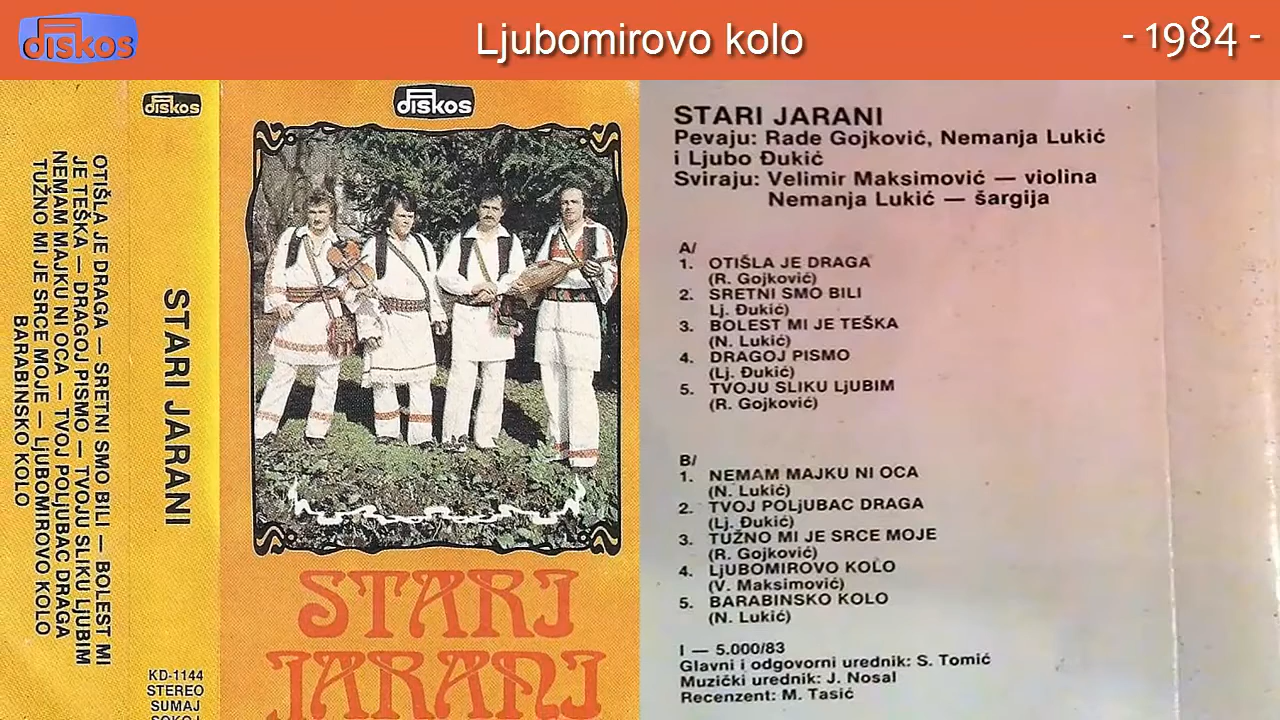 diskos
Ljubomirovo kolo
- 1984 -
OTIŠLA JE DRAGA — SRETNI SMO BILI — BOLEST MI
JE TEŠKA — DRAGOJ PISMO — TVOJU SLIKU LjUBIM
NEMAM MAJKU NI OCA — TVOJ POLjUBAC DRAGA
TUŽNO MI JE SRCE MOJE — LjUBOMIROVO KOLO
BARABINSKO KOLO
diskos
STARI JARANI
KD-1144
STEREO
SUMAJ
SOKOJ
diskos
STARI
JARANI
STARI JARANI
Pevaju: Rade Gojković, Nemanja Lukić
i Ljubo Đukić
Sviraju: Velimir Maksimović — violina
Nemanja Lukić — šargija
A/
1. OTIŠLA JE DRAGA
(R. Gojković)
2. SRETNI SMO BILI
Lj. Đukić)
3. BOLEST MI JE TEŠKA
(N. Lukić)
4. DRAGOJ PISMO
(Lj. Đukić)
5. TVOJU SLIKU LjUBIM
(R. Gojković)
B/
1. NEMAM MAJKU NI OCA
(N. Lukić)
2. TVOJ POLjUBAC DRAGA
(Lj. Đukić)
3. TUŽNO MI JE SRCE MOJE
(R. Gojković)
4. LjUBOMIROVO KOLO
(V. Maksimović)
5. BARABINSKO KOLO
(N. Lukić)
I — 5.000/83
Glavni i odgovorni urednik: S. Tomić
Muzički urednik: J. Nosal
Recenzent: M. Tasić